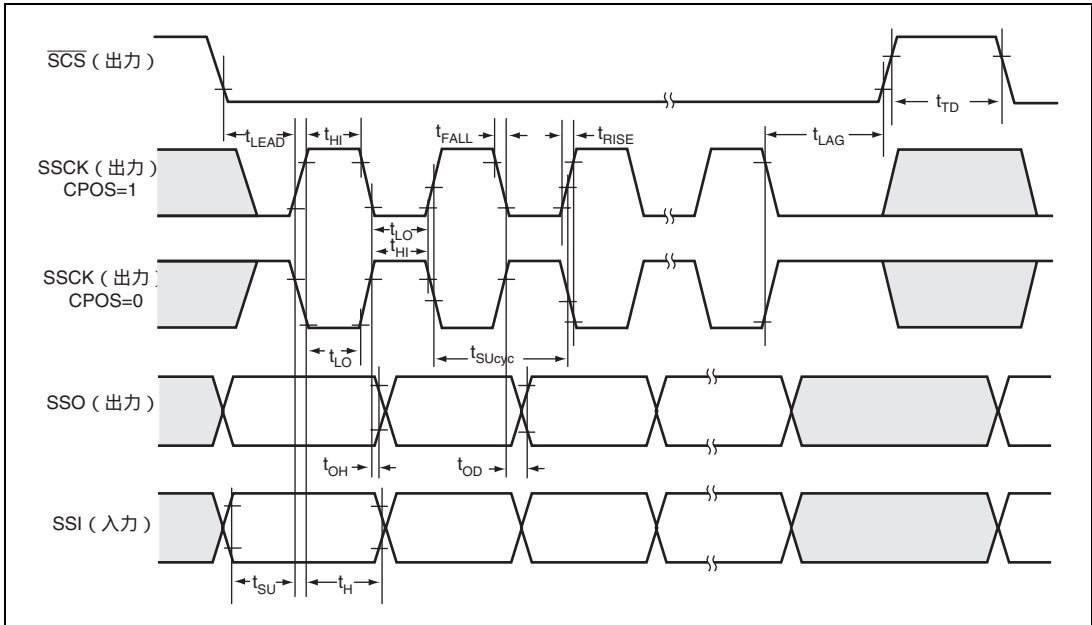 SCS（出力）
tTD
tLEAD
tHI
tFALL
tRISE
tLAG
SSCK（出力）
CPOS=1
tLO
tHI
SSCK（出力）
CPOS=0
tLO
tSUcyc
SSO（出力）
tOH
tOD
SSI（入力）
tSU
tH